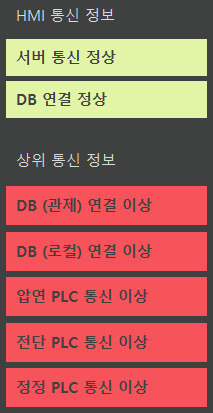 HMI 통신 정보
서버 통신 정상
DB 연결 정상
상위 통신 정보
DB (관제) 연결 이상
DB (로컬) 연결 이상
압연 PLC 통신 이상
전단 PLC 통신 이상
정정 PLC 통신 이상